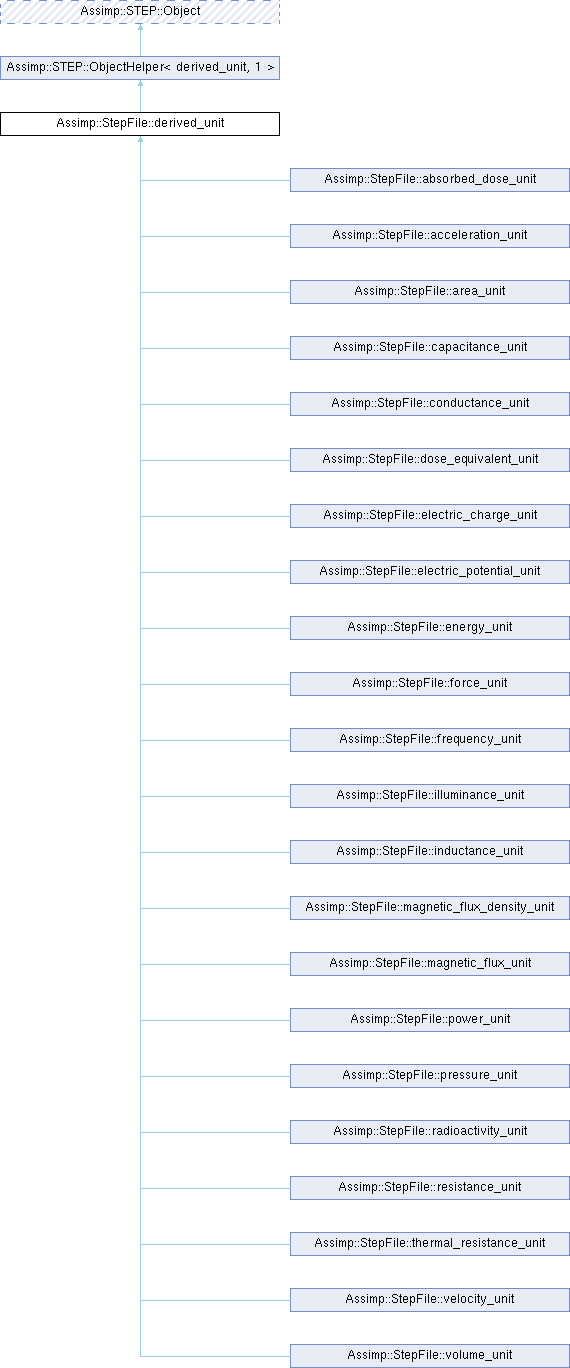 Assimp::STEP::Object
Assimp::STEP::ObjectHelper< derived_unit, 1 >
Assimp::StepFile::derived_unit
Assimp::StepFile::absorbed_dose_unit
Assimp::StepFile::acceleration_unit
Assimp::StepFile::area_unit
Assimp::StepFile::capacitance_unit
Assimp::StepFile::conductance_unit
Assimp::StepFile::dose_equivalent_unit
Assimp::StepFile::electric_charge_unit
Assimp::StepFile::electric_potential_unit
Assimp::StepFile::energy_unit
Assimp::StepFile::force_unit
Assimp::StepFile::frequency_unit
Assimp::StepFile::illuminance_unit
Assimp::StepFile::inductance_unit
Assimp::StepFile::magnetic_flux_density_unit
Assimp::StepFile::magnetic_flux_unit
Assimp::StepFile::power_unit
Assimp::StepFile::pressure_unit
Assimp::StepFile::radioactivity_unit
Assimp::StepFile::resistance_unit
Assimp::StepFile::thermal_resistance_unit
Assimp::StepFile::velocity_unit
Assimp::StepFile::volume_unit